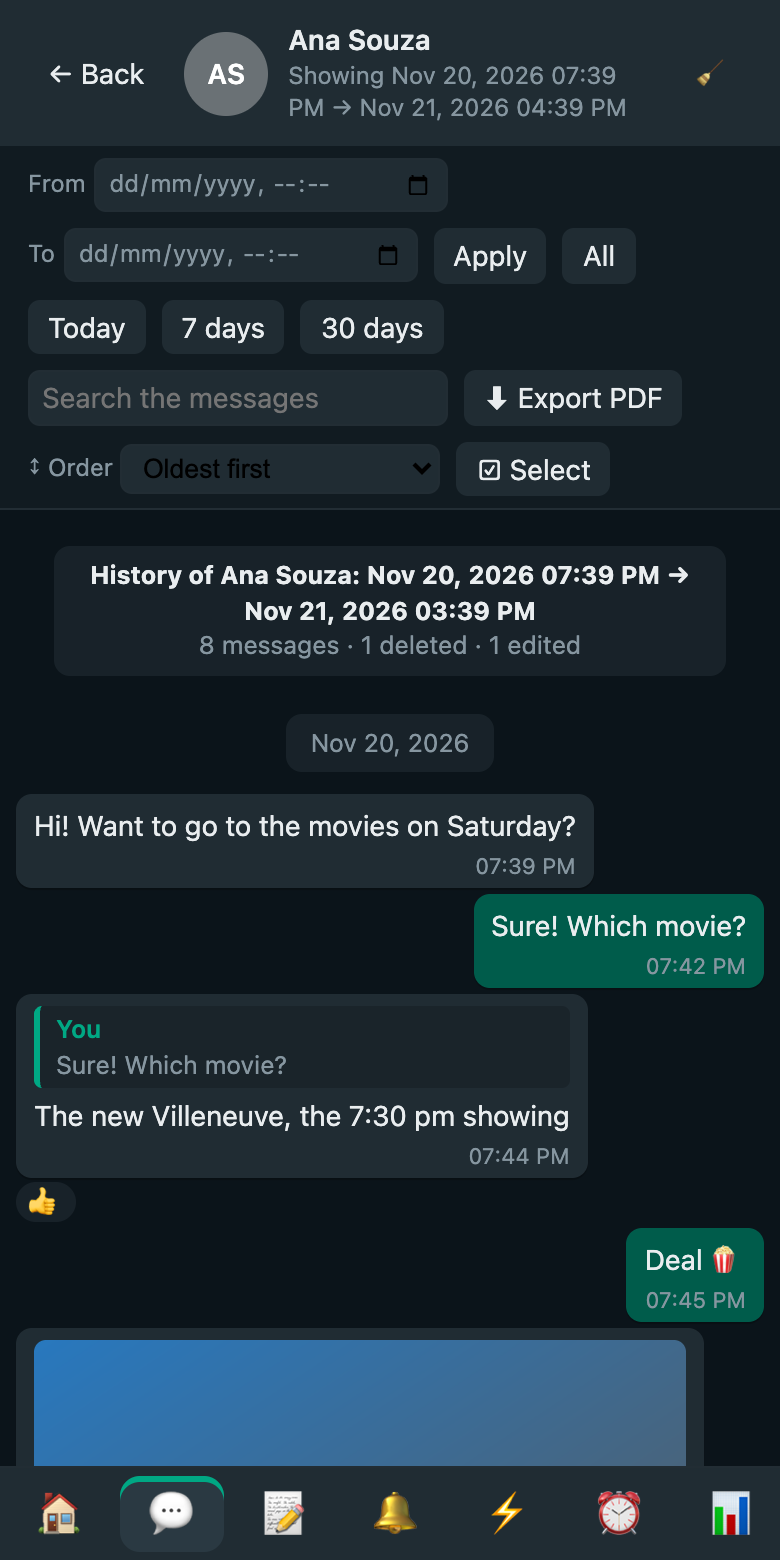 ← Back
AS
Ana Souza
Showing Nov 20, 2026 07:39
PM → Nov 21, 2026 04:39 PM
From dd/mm/yyyy, --:--
To dd/mm/yyyy, --:-- Apply All
Today 7 days 30 days
Search the messages ⬇ Export PDF
↕ Order Oldest first ☑ Select
History of Ana Souza: Nov 20, 2026 07:39 PM →
Nov 21, 2026 03:39 PM
8 messages · 1 deleted · 1 edited
Nov 20, 2026
Hi! Want to go to the movies on Saturday?
07:39 PM
Sure! Which movie?
07:42 PM
You
Sure! Which movie?
The new Villeneuve, the 7:30 pm showing
07:44 PM
👍
Deal 🍿
07:45 PM